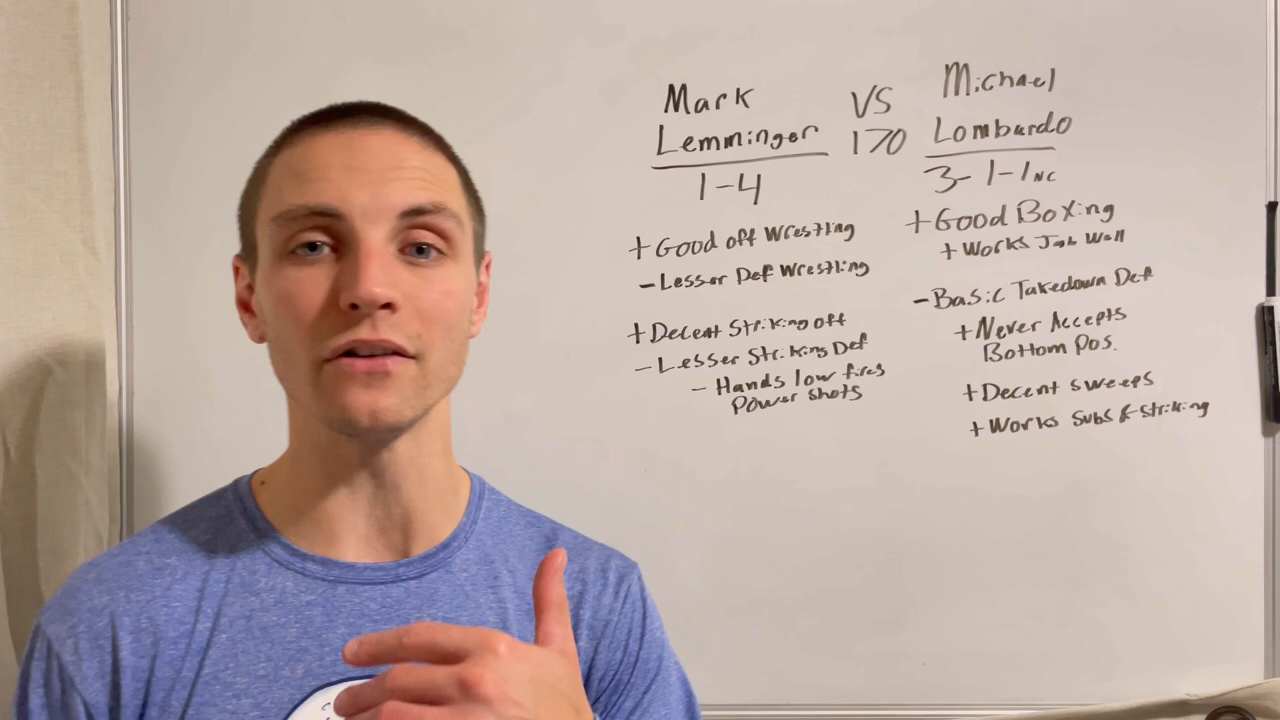 Mark
Lemminger
1-4
+ Good off Wrestling
- Lesser Def Wrestling
+ Decent Striking off
- Lesser Striking Def
- Hands low fires
Power shots
VS
170
Michael
Lombardo
3-1-1 NC
+ Good Boxing
+ Works Jab Well
- Basic Takedown Def
+ Never Accepts
Bottom Pos.
+ Decent sweeps
+ Works Subs & Striking